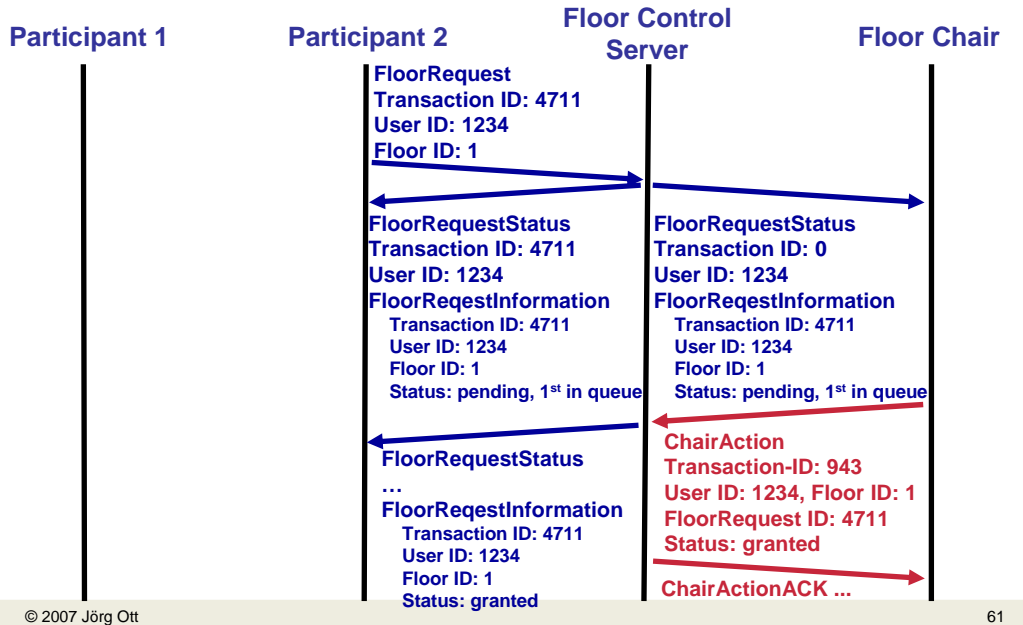 Participant 1
Participant 2
Floor Control
Server
Floor Chair
FloorRequest
Transaction ID: 4711
User ID: 1234
Floor ID: 1
FloorRequestStatus
Transaction ID: 4711
User ID: 1234
FloorReqestInformation
Transaction ID: 4711
User ID: 1234
Floor ID: 1
Status: pending, 1st in queue
FloorRequestStatus
Transaction ID: 0
User ID: 1234
FloorReqestInformation
Transaction ID: 4711
User ID: 1234
Floor ID: 1
Status: pending, 1st in queue
ChairAction
Transaction-ID: 943
User ID: 1234, Floor ID: 1
FloorRequest ID: 4711
Status: granted
FloorRequestStatus
…
FloorReqestInformation
Transaction ID: 4711
User ID: 1234
Floor ID: 1
Status: granted
ChairActionACK ...
© 2007 Jörg Ott
61